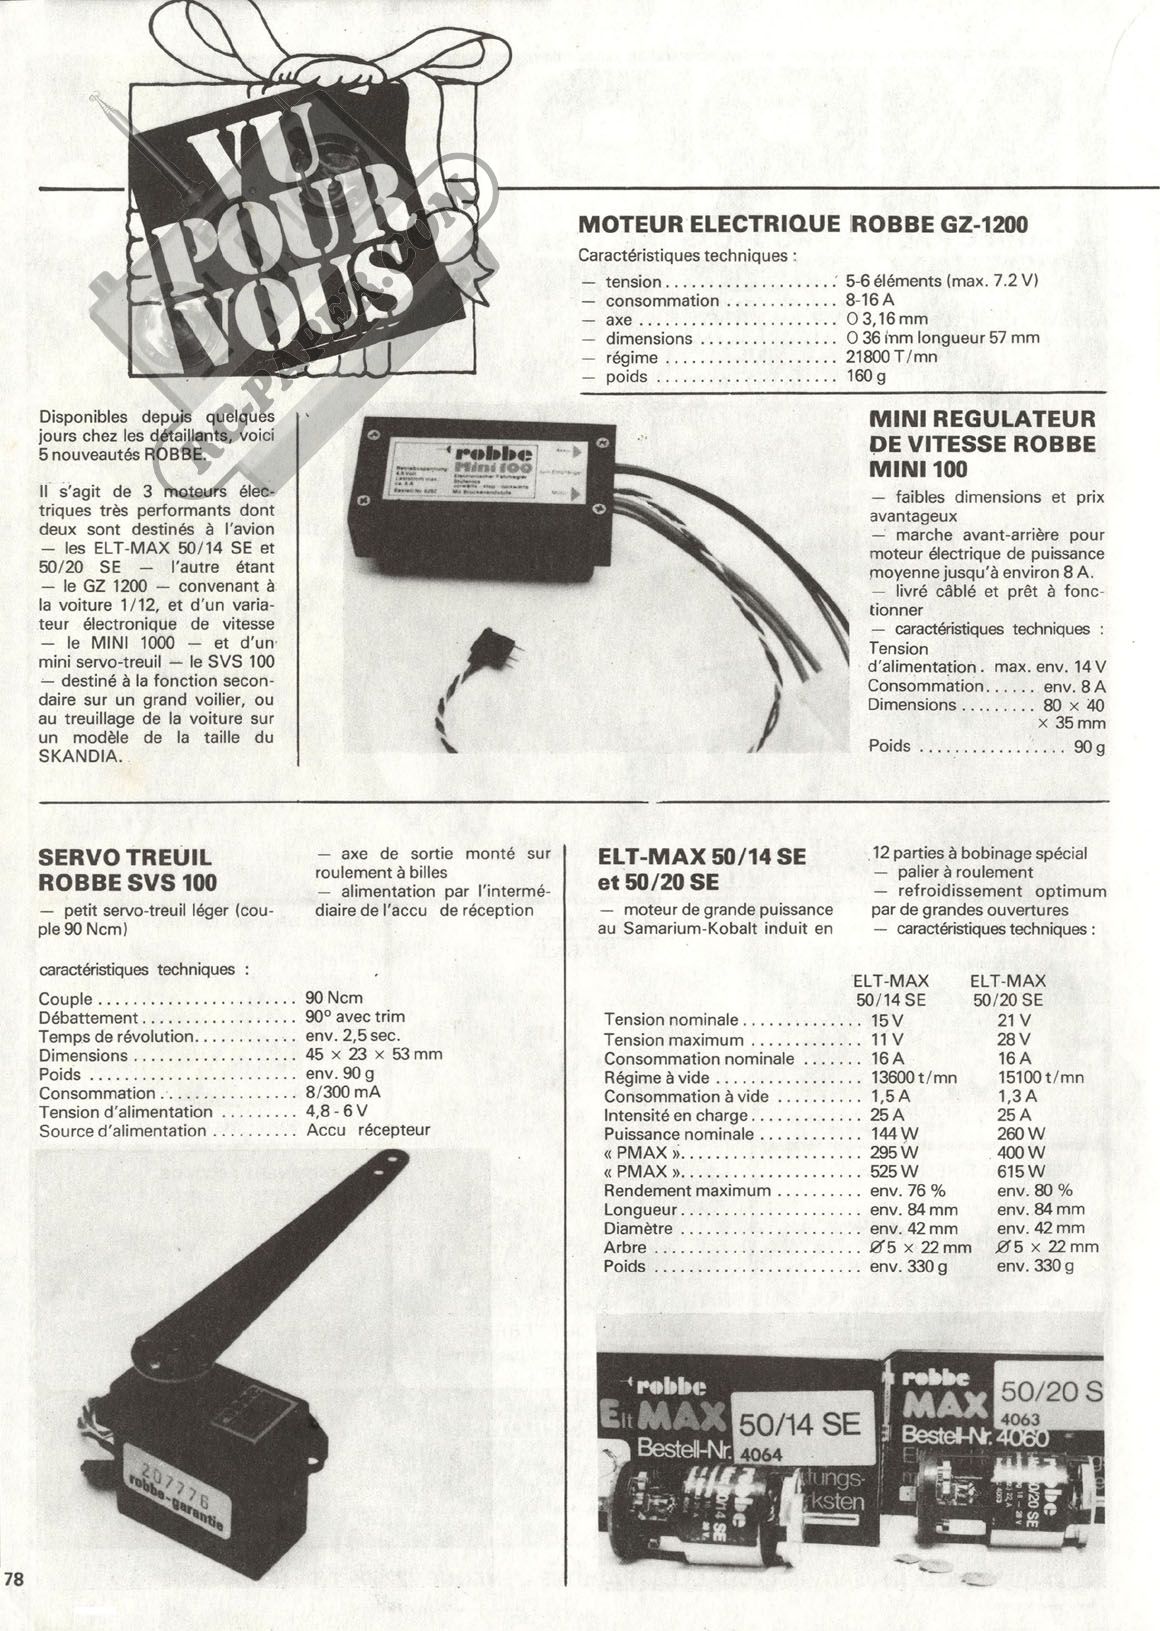 VU
POUR
VOUS
RC-PAPER.COM
MOTEUR ELECTRIQUE ROBBE GZ-1200
Caractéristiques techniques :
— tension . . . . . . . . . . . . . . . . . . . . 5-6 éléments (max. 7.2 V)
— consommation . . . . . . . . . . . . . 8-16 A
— axe . . . . . . . . . . . . . . . . . . . . . . . O 3,16 mm
— dimensions . . . . . . . . . . . . . . . . O 36 mm longueur 57 mm
— régime . . . . . . . . . . . . . . . . . . . . 21800 T/mn
— poids . . . . . . . . . . . . . . . . . . . . . 160 g
Disponibles depuis quelques
jours chez les détaillants, voici
5 nouveautés ROBBE.
Il s'agit de 3 moteurs élec-
triques très performants dont
deux sont destinés à l'avion
— les ELT-MAX 50/14 SE et
50/20 SE — l'autre étant
— le GZ 1200 — convenant à
la voiture 1/12, et d'un varia-
teur électronique de vitesse
— le MINI 1000 — et d'un
mini servo-treuil — le SVS 100
— destiné à la fonction secon-
daire sur un grand voilier, ou
au treuillage de la voiture sur
un modèle de la taille du
SKANDIA.
robbe
Mini 100
MINI REGULATEUR
DE VITESSE ROBBE
MINI 100
— faibles dimensions et prix
avantageux
— marche avant-arrière pour
moteur électrique de puissance
moyenne jusqu'à environ 8 A.
— livré câblé et prêt à fonc-
tionner
— caractéristiques techniques :
Tension
d'alimentation . max. env. 14 V
Consommation . . . . . . env. 8 A
Dimensions . . . . . . . . . 80 × 40
× 35 mm
Poids . . . . . . . . . . . . . . . . . 90 g
SERVO TREUIL
ROBBE SVS 100
— petit servo-treuil léger (cou-
ple 90 Ncm)
— axe de sortie monté sur
roulement à billes
— alimentation par l'intermé-
diaire de l'accu de réception
caractéristiques techniques :
Couple . . . . . . . . . . . . . . . . . . . . . . . 90 Ncm
Débattement . . . . . . . . . . . . . . . . . . 90° avec trim
Temps de révolution . . . . . . . . . . . . env. 2,5 sec.
Dimensions . . . . . . . . . . . . . . . . . . . 45 × 23 × 53 mm
Poids . . . . . . . . . . . . . . . . . . . . . . . . env. 90 g
Consommation . . . . . . . . . . . . . . . . 8/300 mA
Tension d'alimentation . . . . . . . . . 4,8 - 6 V
Source d'alimentation . . . . . . . . . . Accu récepteur
207776
robbe-garantie
ELT-MAX 50/14 SE
et 50/20 SE
— moteur de grande puissance
au Samarium-Kobalt induit en
12 parties à bobinage spécial
— palier à roulement
— refroidissement optimum
par de grandes ouvertures
— caractéristiques techniques :
ELT-MAX ELT-MAX
50/14 SE 50/20 SE
Tension nominale . . . . . . . . . . . . . . 15 V 21 V
Tension maximum . . . . . . . . . . . . . 11 V 28 V
Consommation nominale . . . . . . . 16 A 16 A
Régime à vide . . . . . . . . . . . . . . . . . 13600 t/mn 15100 t/mn
Consommation à vide . . . . . . . . . . 1,5 A 1,3 A
Intensité en charge . . . . . . . . . . . . . 25 A 25 A
Puissance nominale . . . . . . . . . . . . 144 W 260 W
« PMAX » . . . . . . . . . . . . . . . . . . . . . 295 W 400 W
« PMAX » . . . . . . . . . . . . . . . . . . . . . 525 W 615 W
Rendement maximum . . . . . . . . . . env. 76 % env. 80 %
Longueur . . . . . . . . . . . . . . . . . . . . . env. 84 mm env. 84 mm
Diamètre . . . . . . . . . . . . . . . . . . . . . env. 42 mm env. 42 mm
Arbre . . . . . . . . . . . . . . . . . . . . . . . . Ø 5 × 22 mm Ø 5 × 22 mm
Poids . . . . . . . . . . . . . . . . . . . . . . . . env. 330 g env. 330 g
robbe
Elt MAX 50/14 SE
Bestell-Nr. 4064
robbe
MAX 50/20 S
4063
Bestell-Nr. 4060
robbe
0/14 SE
robbe
0/20 SE
78